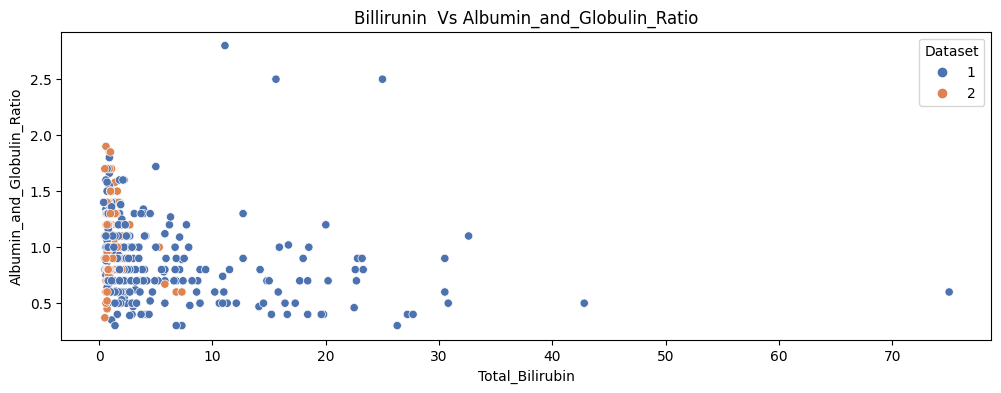 Billirunin  Vs Albumin_and_Globulin_Ratio
Albumin_and_Globulin_Ratio
2.5
2.0
1.5
1.0
0.5
Dataset
1
2
0 10 20 30 40 50 60 70
Total_Bilirubin